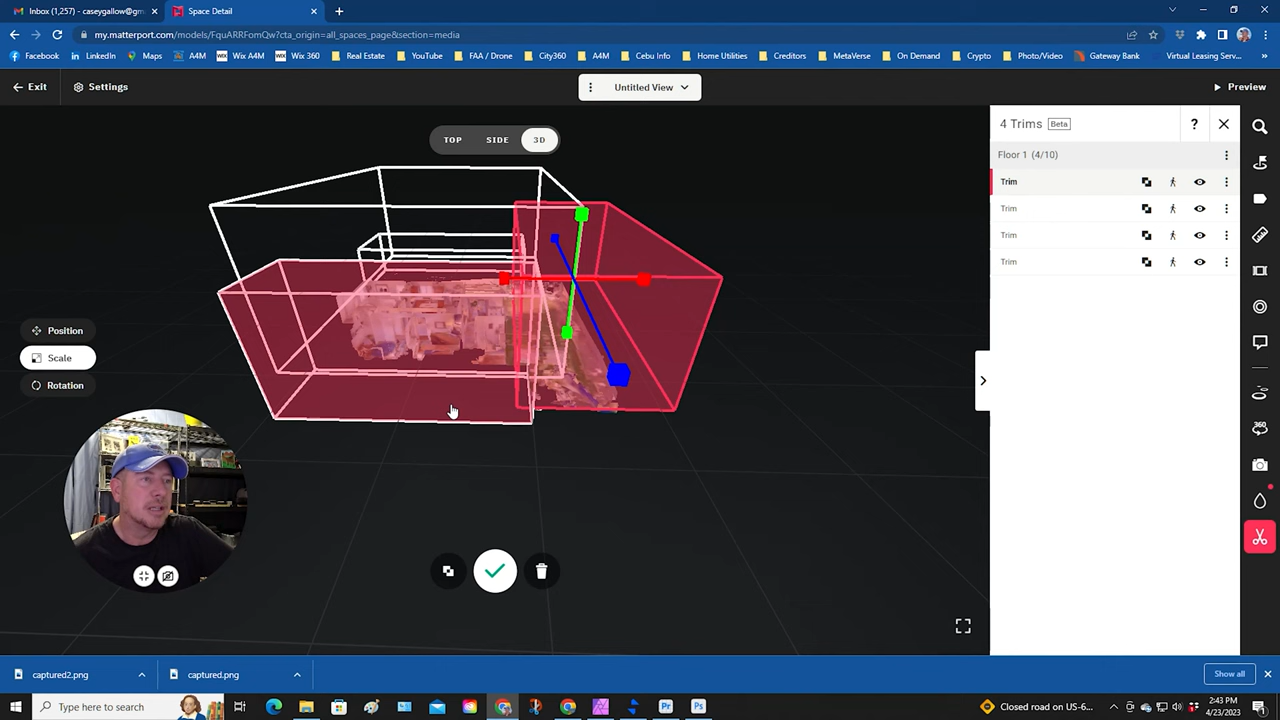 Inbox (1,257) - caseygallow@gm
Space Detail
my.matterport.com/models/FquARRFomQw?cta_origin=all_spaces_page&section=media
Facebook
LinkedIn
Maps
A4M
Wix A4M
Wix 360
Real Estate
YouTube
FAA / Drone
City360
A4M
Cebu Info
Home Utilities
MetaVerse
On Demand
Creditors
Crypto
Photo/Video
Gateway Bank
Virtual Leasing Serv...
Exit
Settings
Untitled View
Preview
TOP
SIDE
3D
4 Trims
Beta
?
Floor 1 (4/10)
Trim
Trim
Trim
Trim
Position
Scale
Rotation
360
captured2.png
captured.png
Show all
Type here to search
Pr
Ps
Closed road on US-6...
2:43 PM
4/23/2023